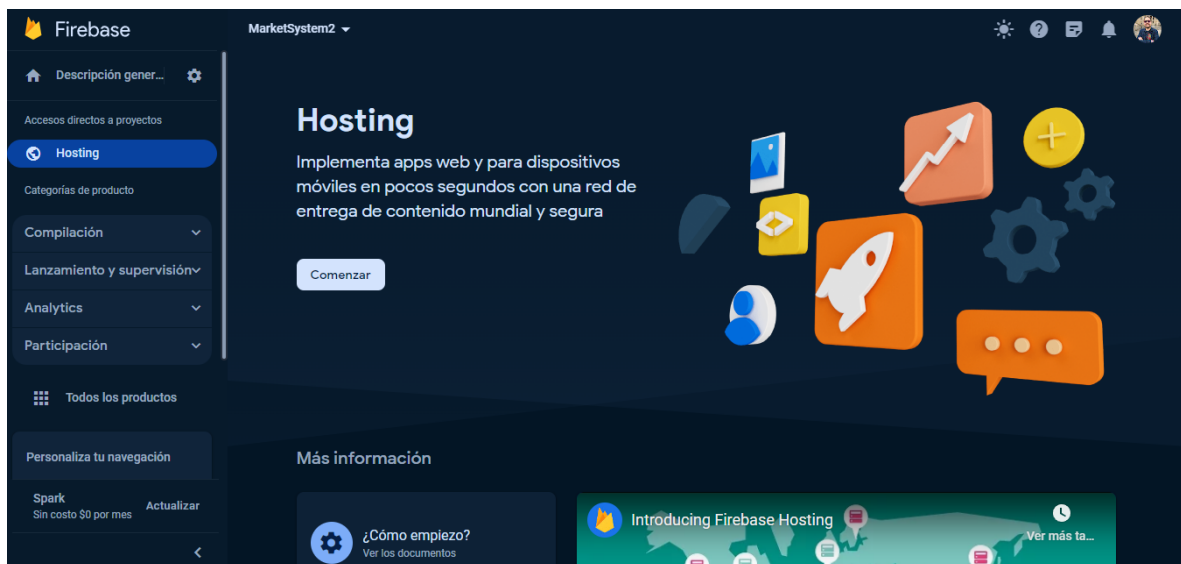 Firebase
MarketSystem2
Descripción gener...
Accesos directos a proyectos
Hosting
Categorías de producto
Compilación
Lanzamiento y supervisión
Analytics
Participación
Todos los productos
Personaliza tu navegación
Spark
Sin costo $0 por mes
Actualizar
Hosting
Implementa apps web y para dispositivos
móviles en pocos segundos con una red de
entrega de contenido mundial y segura
Comenzar
Más información
¿Cómo empiezo?
Ver los documentos
Introducing Firebase Hosting
Ver más ta...